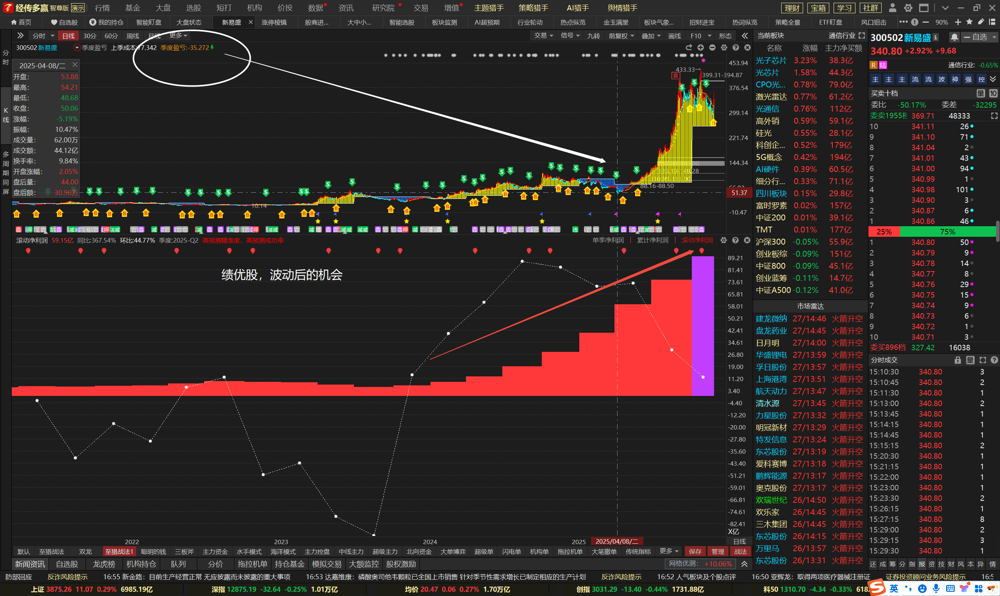 经传多赢 智尊版 演示 行情 基金 大盘 选股 短打 机构 价投 数据 资讯 研究院 交易 增值 主题猎手 策略猎手 AI猎手 舆情猎手 理财 宝箱 学习 社群
首页 自选股 我的持仓 智能盯盘 大盘状态 新易盛 涨停棱镜 股商进... 大中小... 智能选股 板块监测 AI超预期 行业轮动 热点纵览 金玉满堂 板块气象... 招财进宝 热词纵览 策略全景 ETF盯盘 风口狙击 90%
分时 日线 30分 60分 周线 月线 更多 交易 信号 九转 前复权 叠加 画线 F10 形态
300502 新易盛 季度盈亏 上季成本:77.342 季度盈亏:-35.272
分时
K线
多周期同屏
2025-04-08/二
开盘: 53.88
最高: 54.21
最低: 48.68
收盘: 50.06
涨幅: -5.19%
振幅: 10.47%
成交量: 62.00万
成交额: 44.12亿
换手率: 9.84%
开盘涨幅: 2.05%
盘后量: 44.00
盘后额: 30.96万
433.33
399.31-394.87
88.16-88.50
10.14
453.94
376.54
299.14
221.74
144.34
51.37
-10.47
滚动净利润 59.15亿 同比:367.54% 环比:44.77% 季度:2025-Q2 高预测精准度，高预测成功率 单季净利润 累计净利润 滚动净利润
绩优股，波动后的机会
89.21
81.41
73.61
65.81
58.01
50.21
42.41
34.61
26.80
19.00
11.20
3.40
-4.40
-12.20
-20.00
-27.80
-35.60
-43.40
-51.21
-59.01
-66.81
-74.61
-82.41
X亿
2022 2023 2024 2025 2025/04/08/二 日线
默认 至猎战法 双龙 至猎战法1 聪明的钱 三板斧 主力资金 水手模式 海洋模式 主力控盘 中线主力 超级主力 北向资金 大单博弈 超级单 闪电单 机构单 拖拉机单 大笔撤单 传统指标 更多 保存 管理 战法
新闻资讯 自选股 龙虎榜 机构持仓 队列 分价 拖拉机单 持仓基金 模拟交易 大额监控 股权激励 网格优测: +10.06%
当前板块 通信行业
名称 涨幅 主力净买额
光子芯片 3.23% 38.3亿
光芯片 1.58% 44.3亿
CPO光... 0.78% 79.0亿
激光雷达 0.77% 61.2亿
光通信 0.76% 112亿
高外销 0.59% 59.1亿
硅光 0.55% 28.1亿
科创企... 0.52% 179亿
5G概念 0.42% 194亿
AI硬件 0.39% 60.5亿
细分行... 0.33% 71.1亿
四川板块 0.15% 29.8亿
富时罗素 0.02% 157亿
中证200 0.01% 39.1亿
TMT 0.01% 177亿
沪深300 -0.05% 55.9亿
创业板综 -0.09% 151亿
中证800 -0.09% 45.1亿
创业蓝筹 -0.11% 14.7亿
中证A500 -0.12% 41.0亿
市场雷达
建龙微纳 27/14:46 火箭升空
盘龙药业 27/14:45 火箭升空
日月明 27/14:00 火箭升空
华盛锂电 27/13:59 火箭升空
孚日股份 27/13:57 火箭升空
上海港湾 27/13:51 火箭升空
航天动力 27/13:47 火箭升空
清水源 27/13:45 火箭升空
力星股份 27/13:32 火箭升空
明冠新材 27/13:29 火箭升空
特发信息 27/13:24 火箭升空
东芯股份 27/13:19 火箭升空
爱科赛博 27/13:18 火箭升空
鹏辉能源 27/13:17 火箭升空
奥克股份 27/13:17 火箭升空
欢瑞世纪 26/14:50 火箭升空
欢乐家 26/14:45 火箭升空
三木集团 26/14:45 火箭升空
东芯股份 26/14:15 火箭升空
万里马 26/13:57 火箭升空
东芯股份 26/13:31 火箭升空
300502 新易盛 自选
340.80 +2.92% +9.68
R 陆 通信行业: -0.65%
主 主 主 流 流 波 神 强 控
买卖十档 量 10
委比 -50.17% 委差 -32295
委卖1955档 369.71 48333
10 341.11 26
9 341.10 71
8 341.04 2
7 341.01 43
6 341.00 94
5 340.99 1
4 340.98 101
3 340.90 3
2 340.87 6
1 340.86 46
25% 75%
1 340.80 50
2 340.79 9
3 340.78 14
4 340.77 8
5 340.76 29
6 340.75 15
7 340.74 9
8 340.73 6
9 340.72 1
10 340.71 3
委买896档 327.42 16038
分时成交 量
15:10:30 340.80 3
15:10:45 340.80 2
15:11:30 340.80 1
15:13:00 340.80 2
15:13:45 340.80 1
15:14:15 340.80 1
15:14:45 340.80 1
15:15:15 340.80 2
15:20:30 340.80 1
15:21:15 340.80 1
15:22:00 340.80 1
15:23:00 340.80 1
15:23:30 340.80 2
15:26:15 340.80 1
15:27:15 340.80 8
15:29:00 340.80 2
15:29:15 340.80 3
15:29:30 340.80 1
还 成 筹 分 指 报 资 技 财 风 本 异 情
防部回应 反诈风险提示 16:55 新金路：目前生产经营正常 无应披露而未披露的重大事项 16:53 达嘉维康：磷酸奥司他韦颗粒已全国上市销售 针对季节性需求增长已制定相应的生产计划 反诈风险提示 16:52 人气板块及个股点评 16:50 亚辉龙：取得两项医疗器械注册证 证券投资顾问业务风险提示
上证 3875.26 11.07 0.29% 6985.19亿 深指 12875.19 -32.64 -0.25% 1.01万亿 均价 20.47 0.06 0.27% 1.70万亿 创指 3031.29 -13.40 -0.44% 1731.88亿 科50 1310.70 -4.34 -0.33% 英